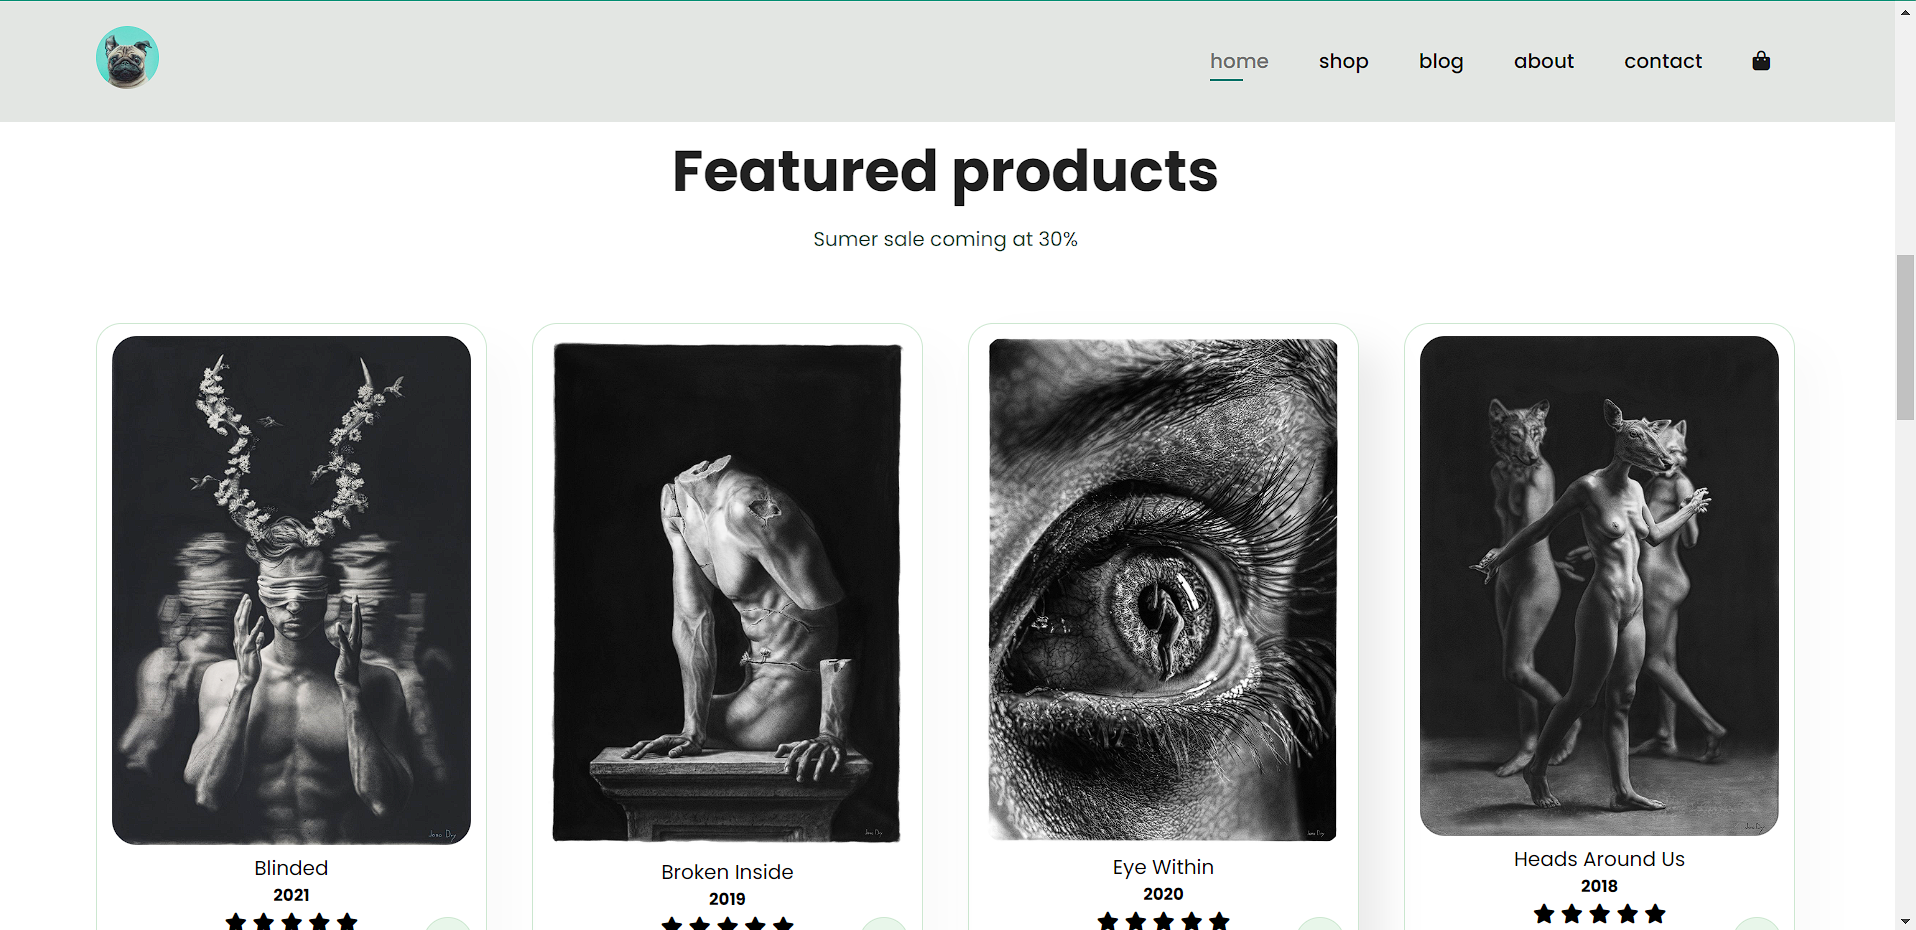 home shop blog about contact
Featured products
Sumer sale coming at 30%
Blinded
2021
Broken Inside
2019
Eye Within
2020
Heads Around Us
2018